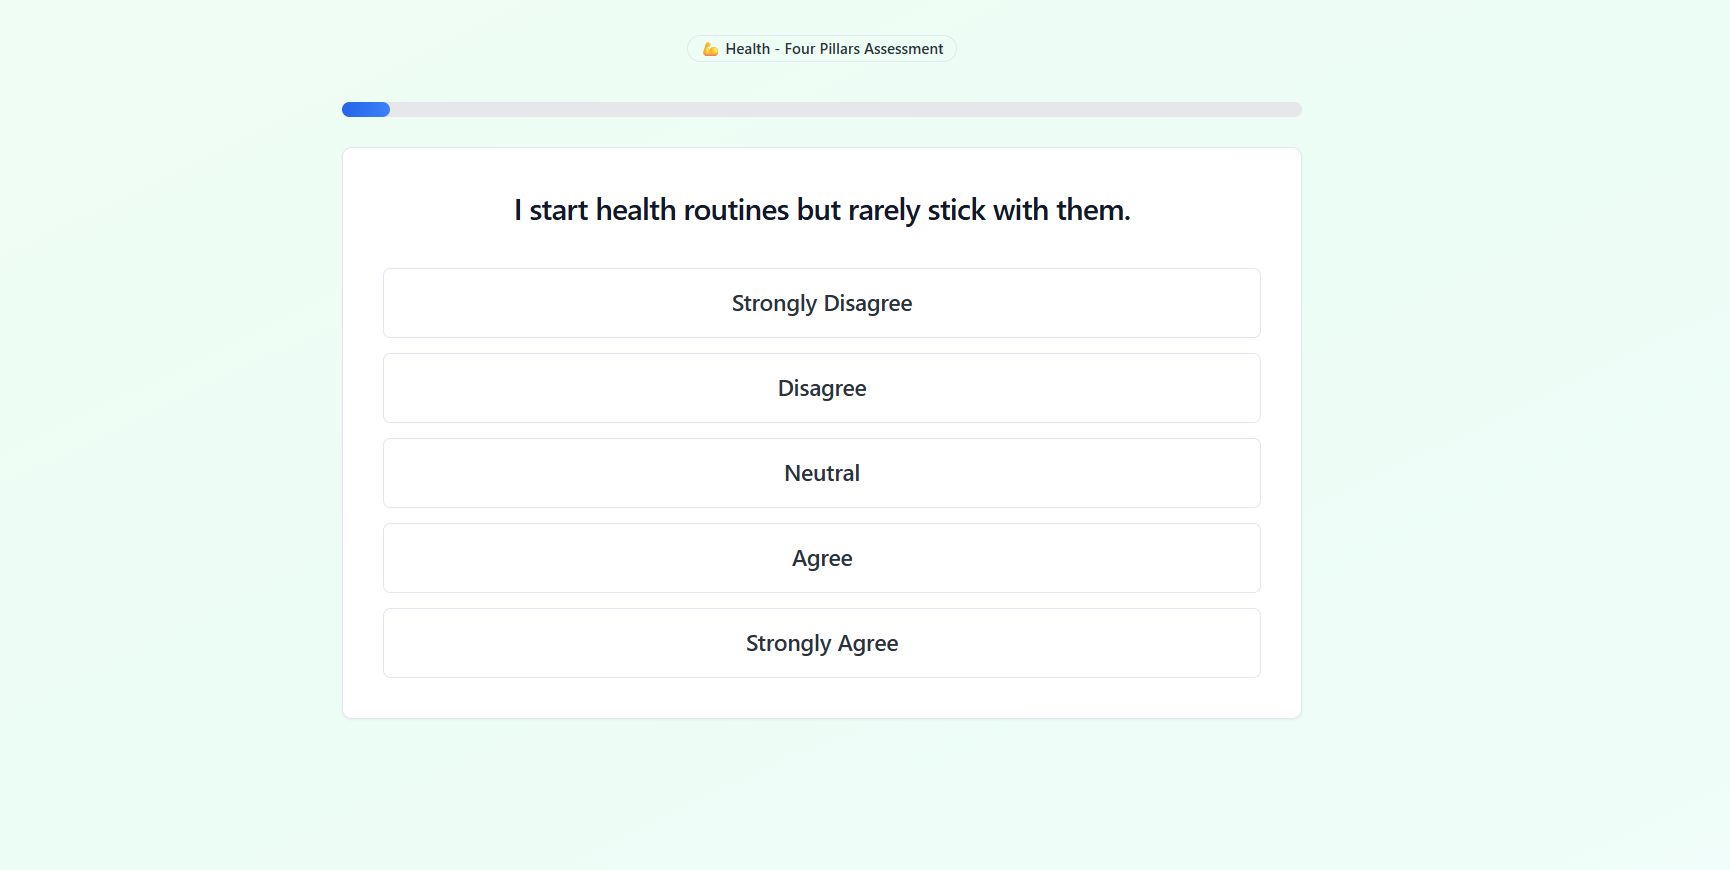 💪 Health - Four Pillars Assessment
I start health routines but rarely stick with them.
Strongly Disagree
Disagree
Neutral
Agree
Strongly Agree